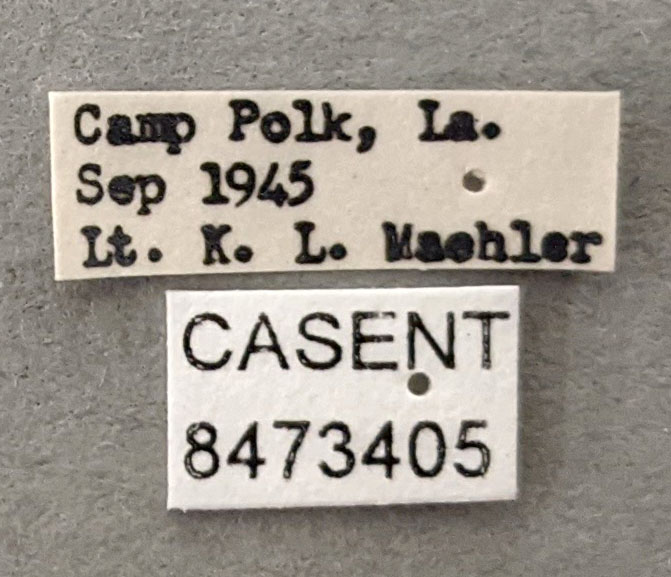 Camp Polk, La.
Sep 1945
Lt. K. L. Maehler
CASENT
8473405